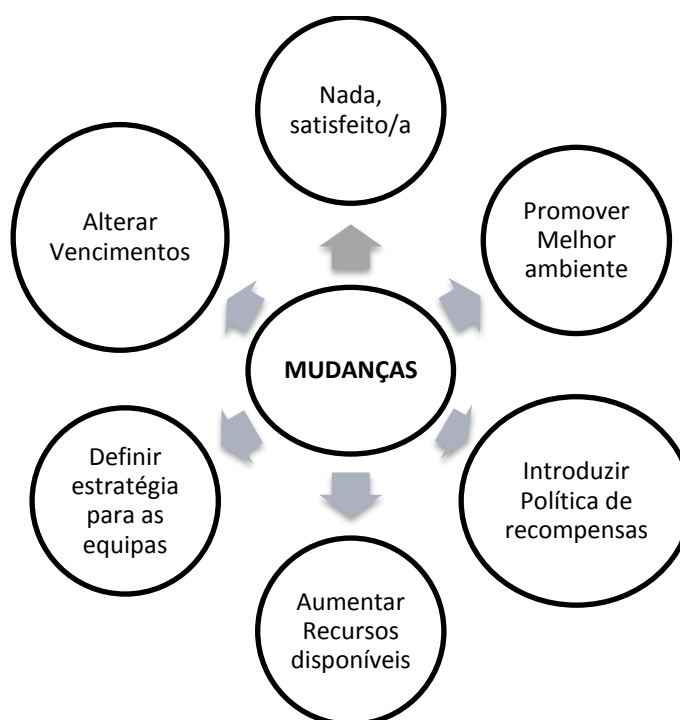 Nada,
satisfeito/a
Alterar
Vencimentos
Promover
Melhor
ambiente
MUDANÇAS
Definir
estratégia
para as
equipas
Introduzir
Política de
recompensas
Aumentar
Recursos
disponíveis